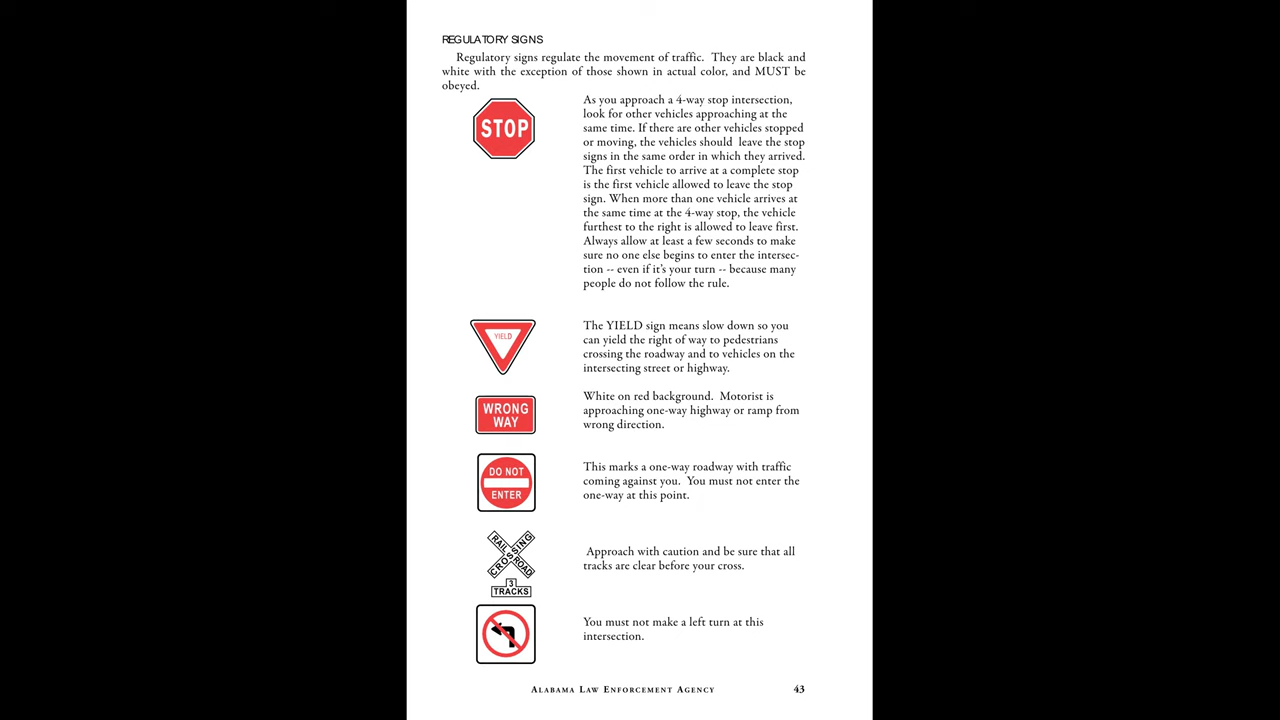 REGULATORY SIGNS
Regulatory signs regulate the movement of traffic. They are black and
white with the exception of those shown in actual color, and MUST be
obeyed.
STOP
As you approach a 4-way stop intersection,
look for other vehicles approaching at the
same time. If there are other vehicles stopped
or moving, the vehicles should leave the stop
signs in the same order in which they arrived.
The first vehicle to arrive at a complete stop
is the first vehicle allowed to leave the stop
sign. When more than one vehicle arrives at
the same time at the 4-way stop, the vehicle
furthest to the right is allowed to leave first.
Always allow at least a few seconds to make
sure no one else begins to enter the intersec-
tion -- even if it's your turn -- because many
people do not follow the rule.
YIELD
The YIELD sign means slow down so you
can yield the right of way to pedestrians
crossing the roadway and to vehicles on the
intersecting street or highway.
WRONG
WAY
White on red background. Motorist is
approaching one-way highway or ramp from
wrong direction.
DO NOT
ENTER
This marks a one-way roadway with traffic
coming against you. You must not enter the
one-way at this point.
RAILROAD
CROSSING
3
TRACKS
Approach with caution and be sure that all
tracks are clear before your cross.
You must not make a left turn at this
intersection.
ALABAMA LAW ENFORCEMENT AGENCY
43